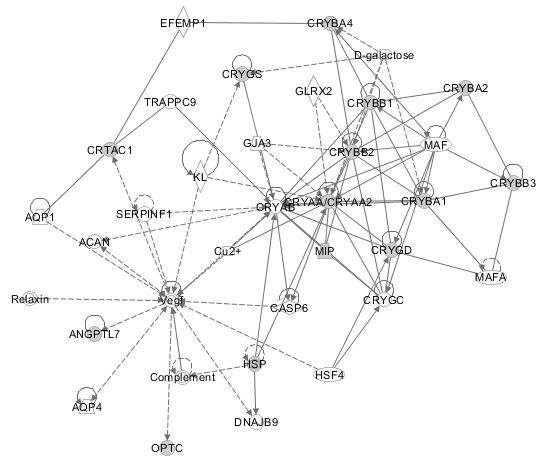 EFEMP1
CRYBA4
D-galactose
CRYGS
GLRX2
CRYBA2
TRAPPC9
CRYBB1
GJA3
MAF
CRTAC1
CRYBB2
KL
CRYBB3
AQP1
SERPINF1
CRYAB
CRYAA/CRYAA2
CRYBA1
ACAN
Cu2+
MIP
CRYGD
MAFA
Relaxin
Vegf
CASP6
CRYGC
ANGPTL7
HSP
Complement
HSF4
AQP4
DNAJB9
OPTC